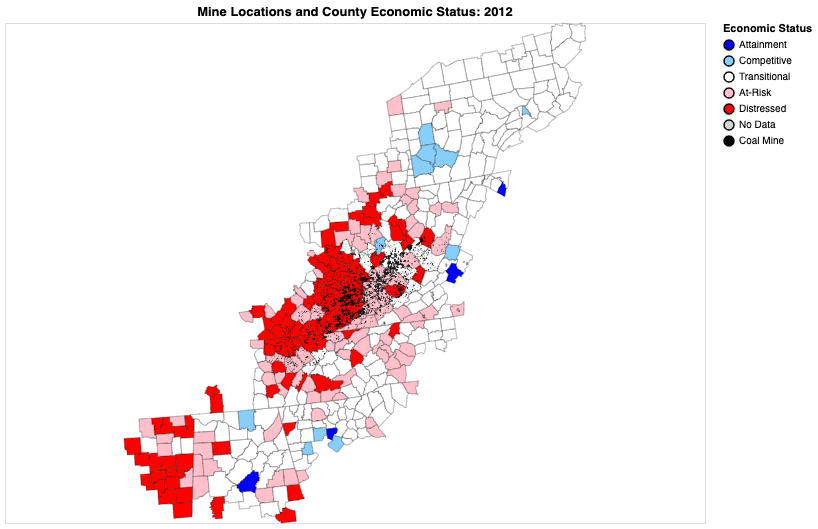 Mine Locations and County Economic Status: 2012
Economic Status
Attainment
Competitive
Transitional
At-Risk
Distressed
No Data
Coal Mine